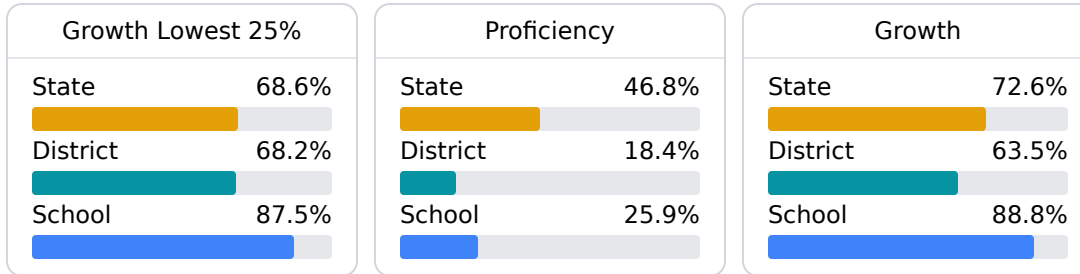 Growth Lowest 25%
State 68.6%
District 68.2%
School 87.5%
Proficiency
State 46.8%
District 18.4%
School 25.9%
Growth
State 72.6%
District 63.5%
School 88.8%